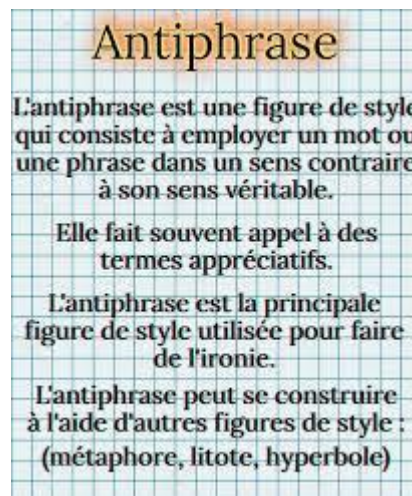 Antiphrase
L'antiphrase est une figure de style
qui consiste à employer un mot ou
une phrase dans un sens contraire
à son sens véritable.
Elle fait souvent appel à des
termes appréciatifs.
L'antiphrase est la principale
figure de style utilisée pour faire
de l'ironie.
L'antiphrase peut se construire
à l'aide d'autres figures de style :
(métaphore, litote, hyperbole)